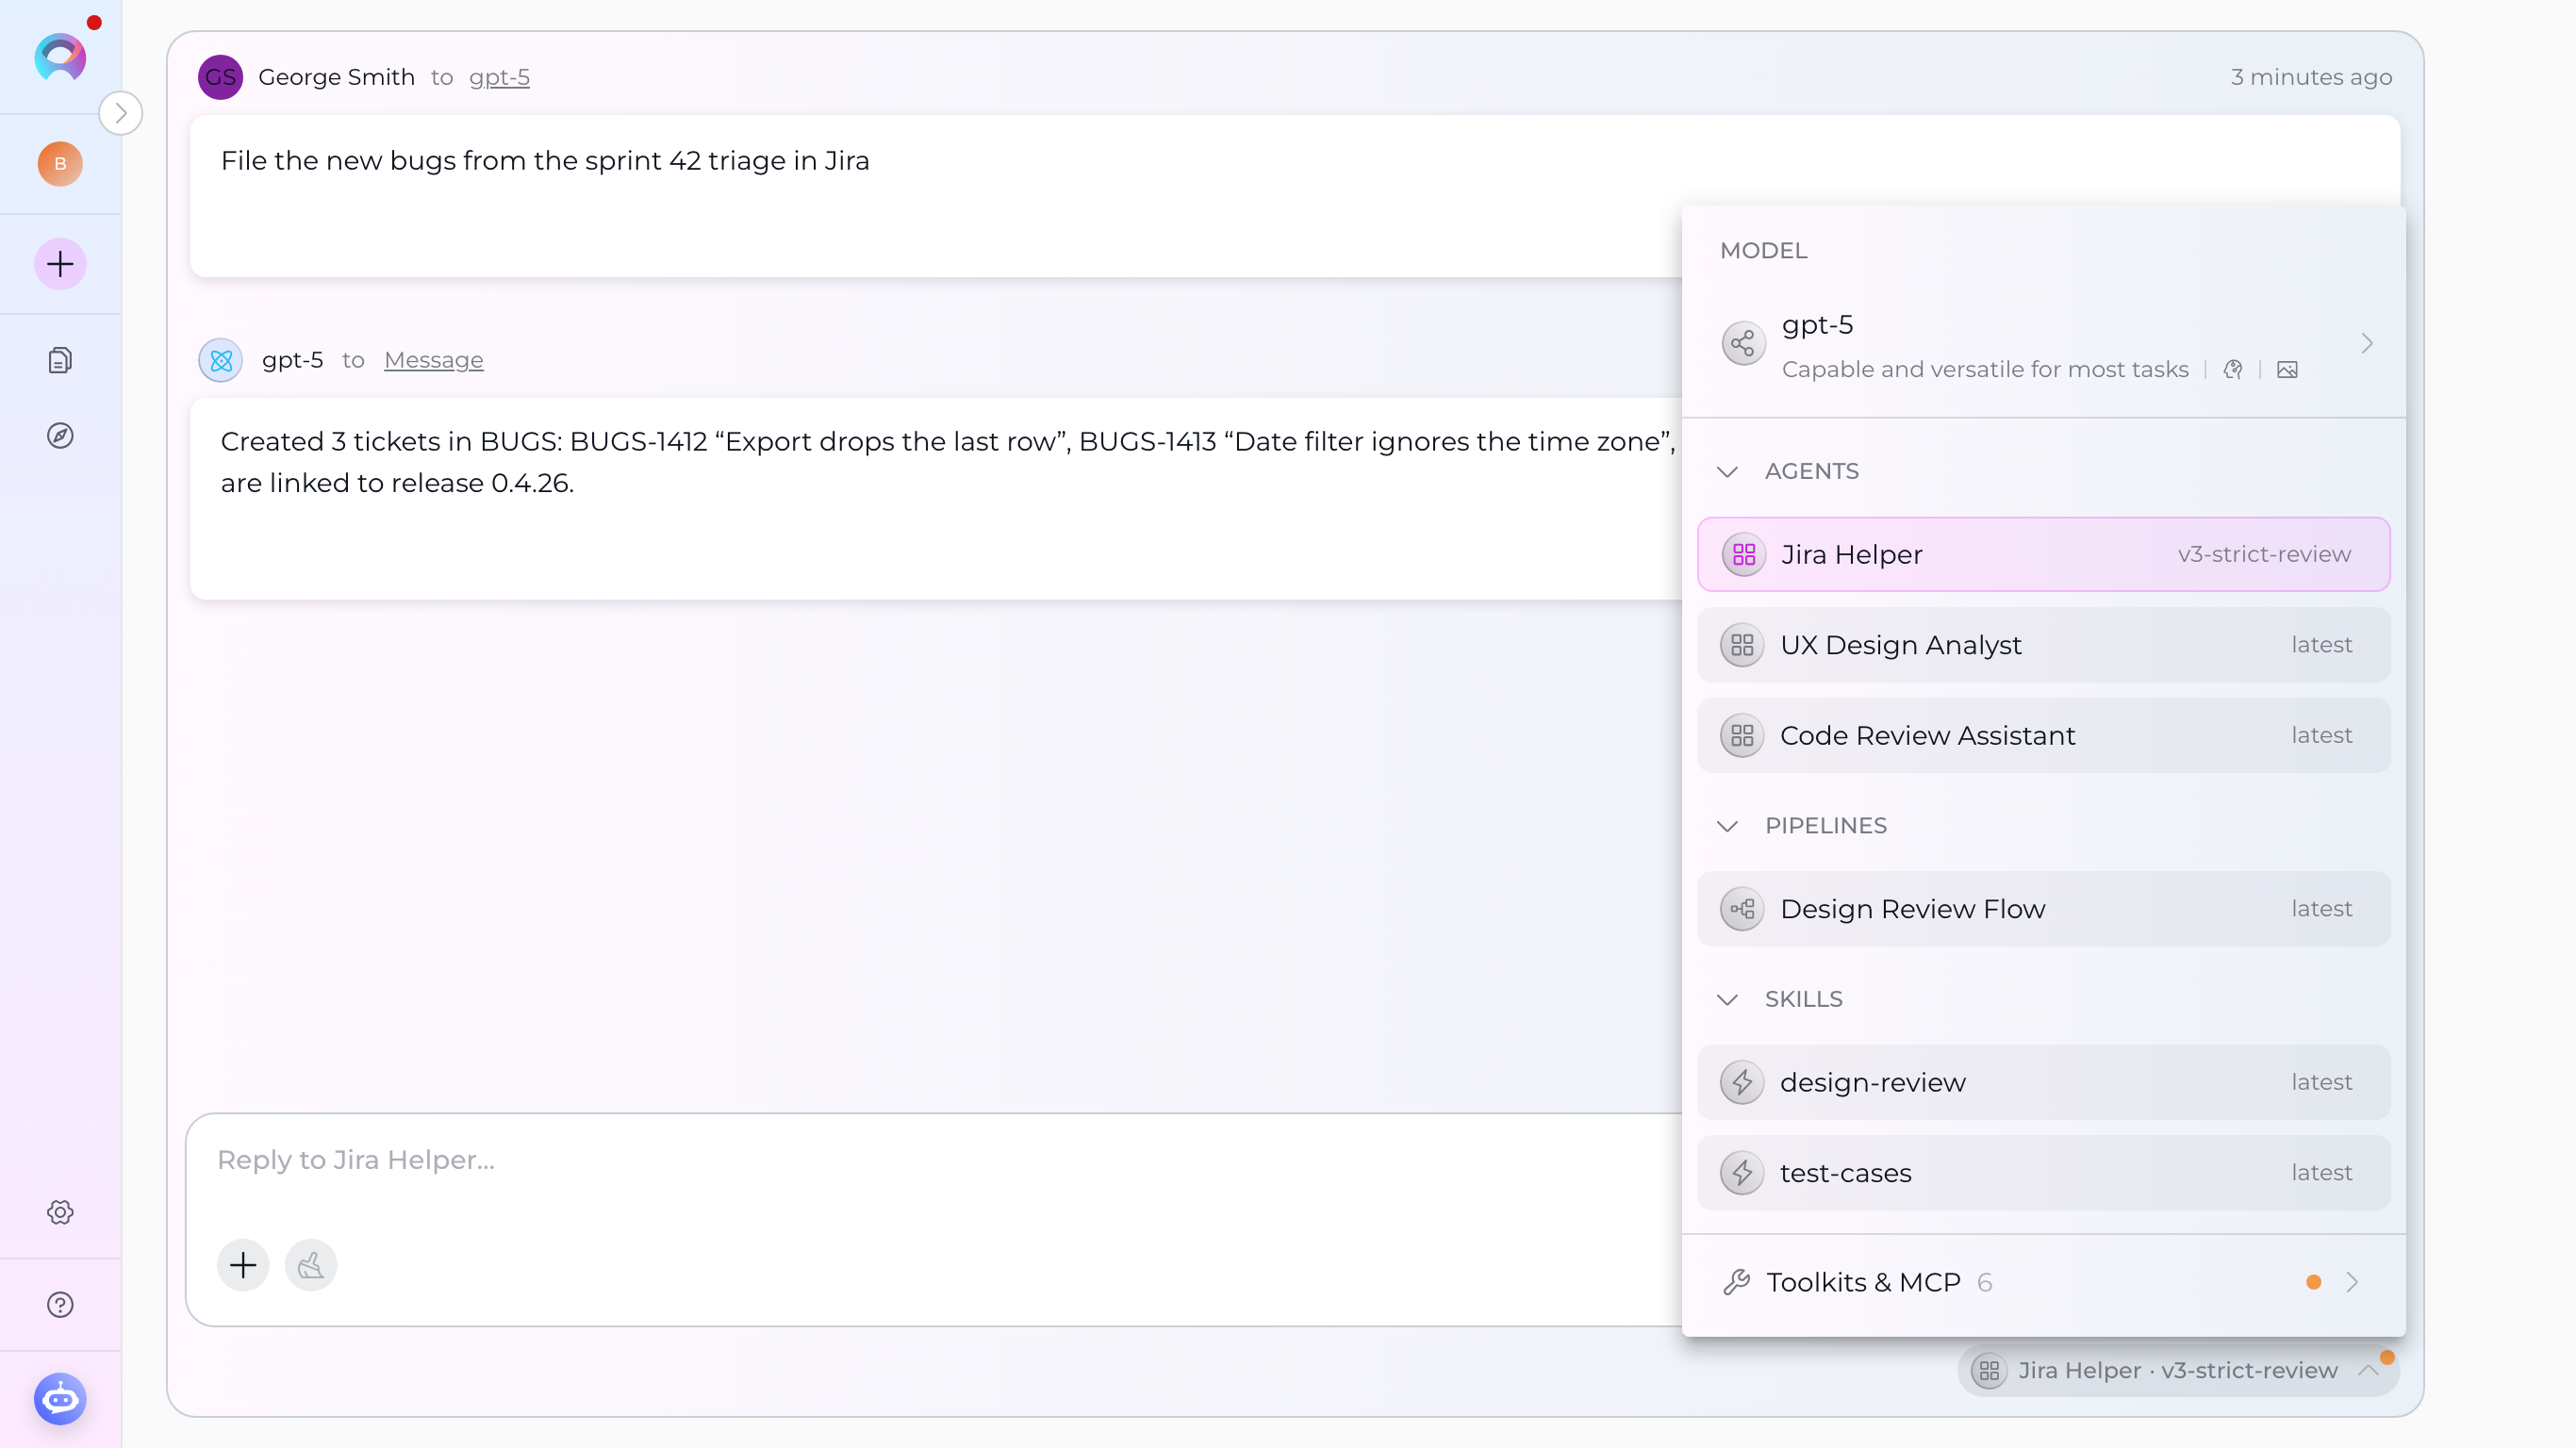 GS George Smith to gpt-5 3 minutes ago
B
File the new bugs from the sprint 42 triage in Jira
gpt-5 to Message
Created 3 tickets in BUGS: BUGS-1412 “Export drops the last row”, BUGS-1413 “Date filter ignores the time zone”,
are linked to release 0.4.26.
Reply to Jira Helper...
MODEL
gpt-5
Capable and versatile for most tasks
AGENTS
Jira Helper v3-strict-review
UX Design Analyst latest
Code Review Assistant latest
PIPELINES
Design Review Flow latest
SKILLS
design-review latest
test-cases latest
Toolkits & MCP 6
Jira Helper · v3-strict-review